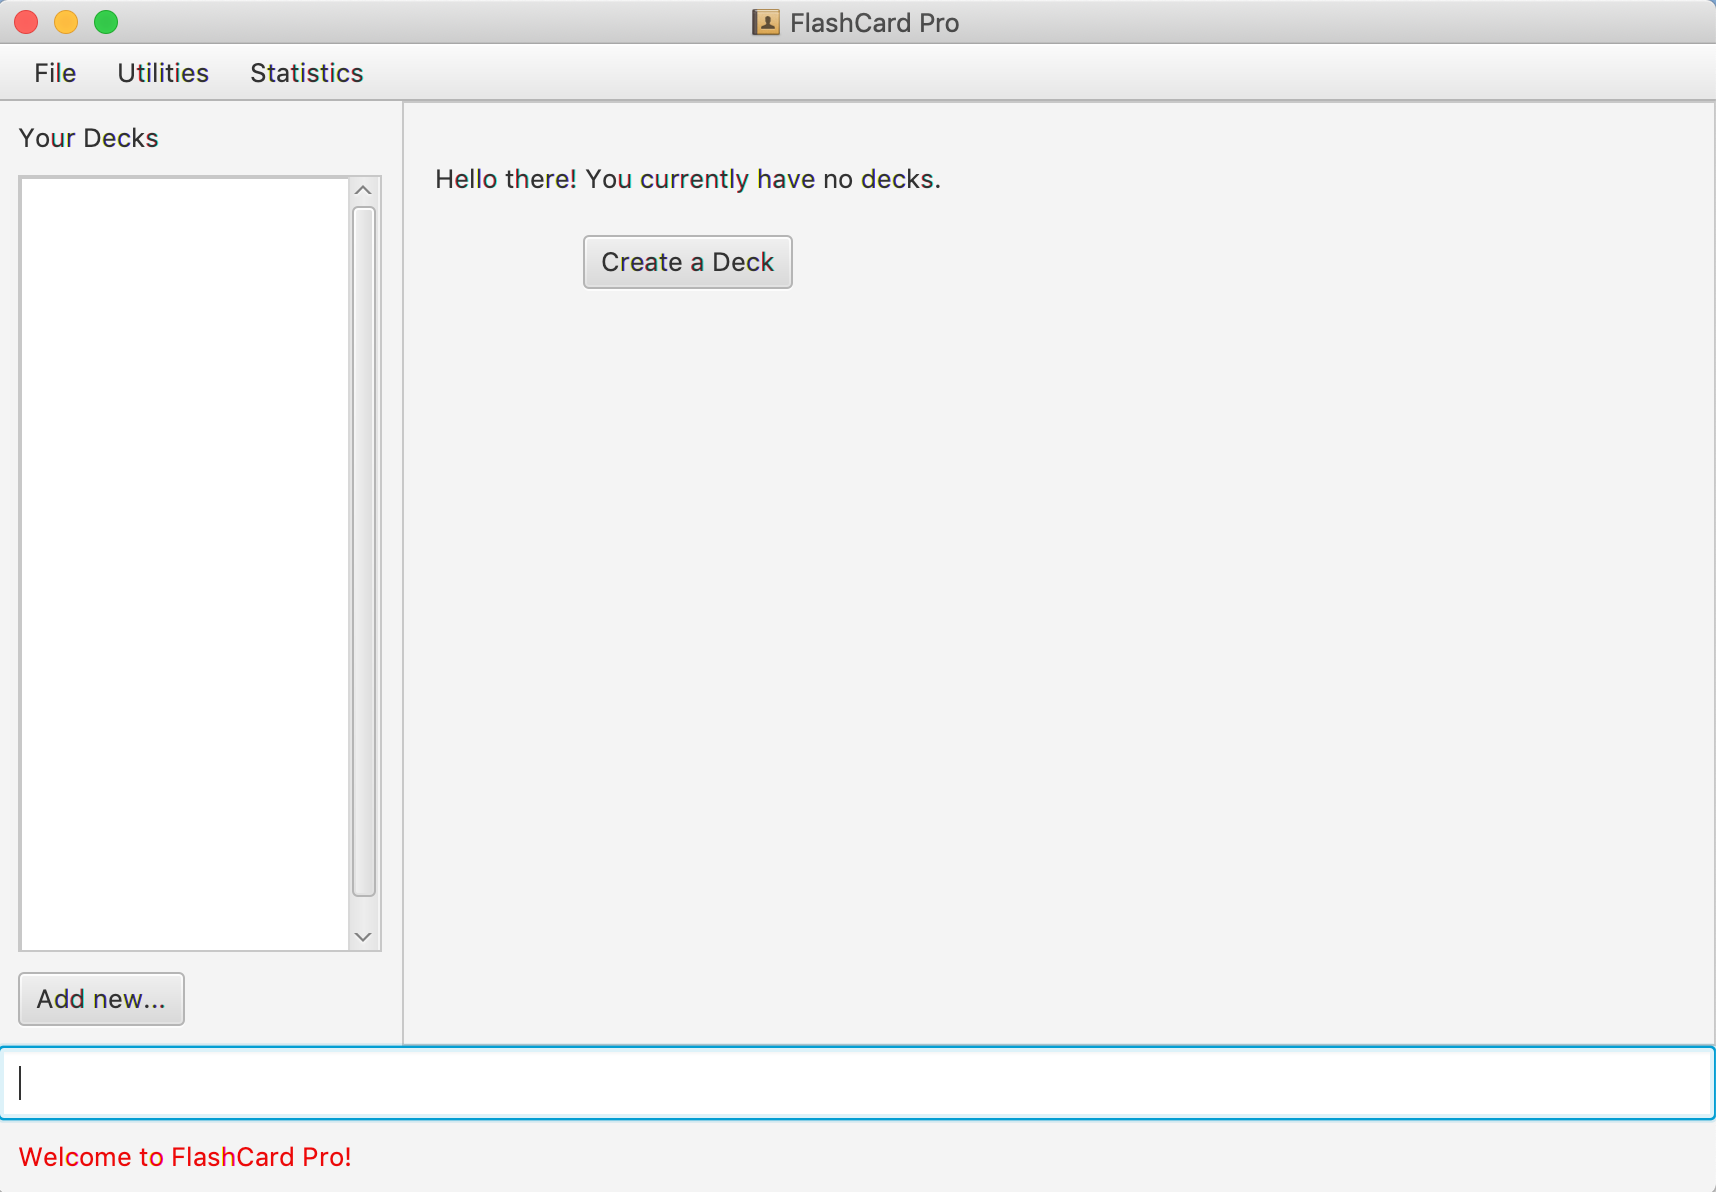 FlashCard Pro
File Utilities Statistics
Your Decks
Hello there! You currently have no decks.
Create a Deck
Add new...
Welcome to FlashCard Pro!